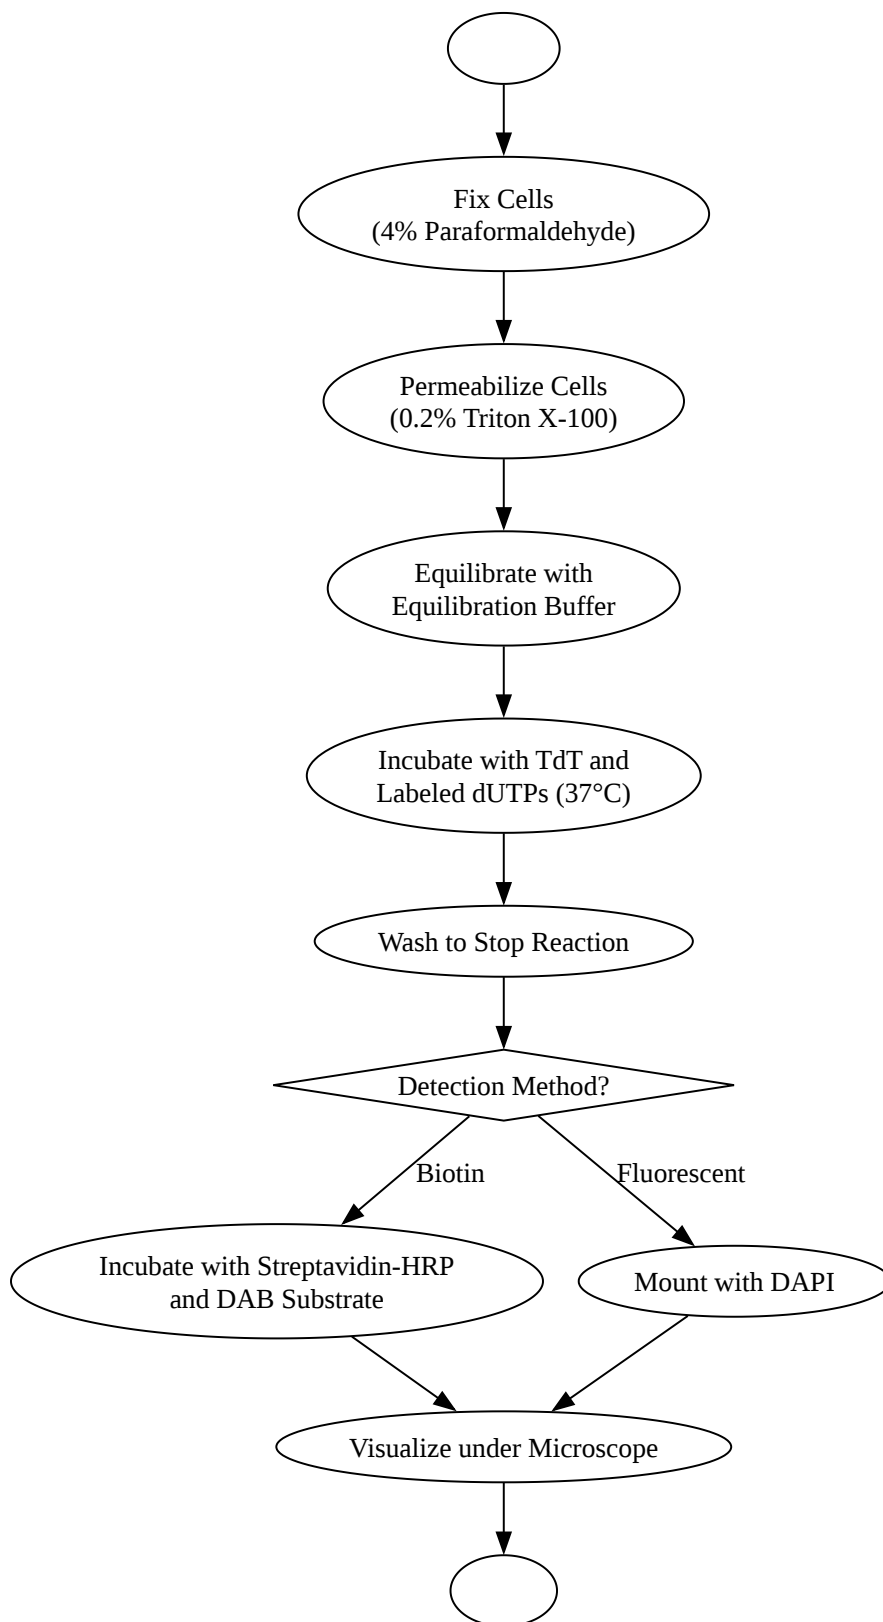 Fix Cells
(4% Paraformaldehyde)
Permeabilize Cells
(0.2% Triton X-100)
Equilibrate with
Equilibration Buffer
Incubate with TdT and
Labeled dUTPs (37°C)
Wash to Stop Reaction
Detection Method?
Biotin
Fluorescent
Incubate with Streptavidin-HRP
and DAB Substrate
Mount with DAPI
Visualize under Microscope